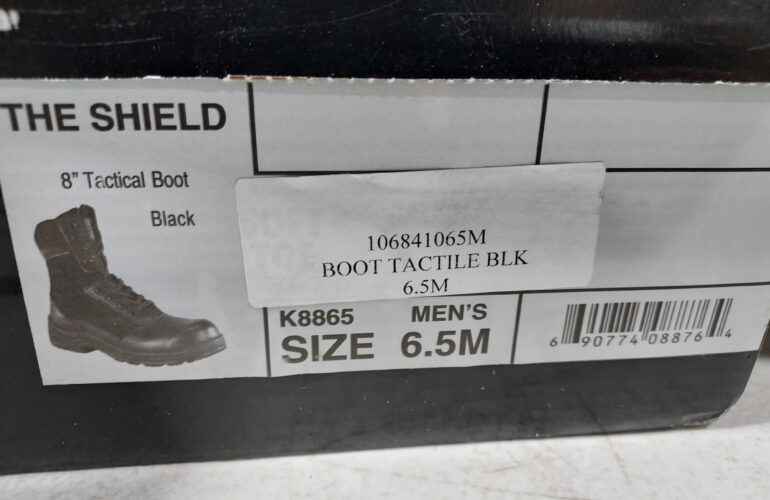 THE SHIELD
8” Tactical Boot
Black
106841065M
BOOT TACTILE BLK
6.5M
K8865 MEN'S
SIZE 6.5M
6 90774 08876 4